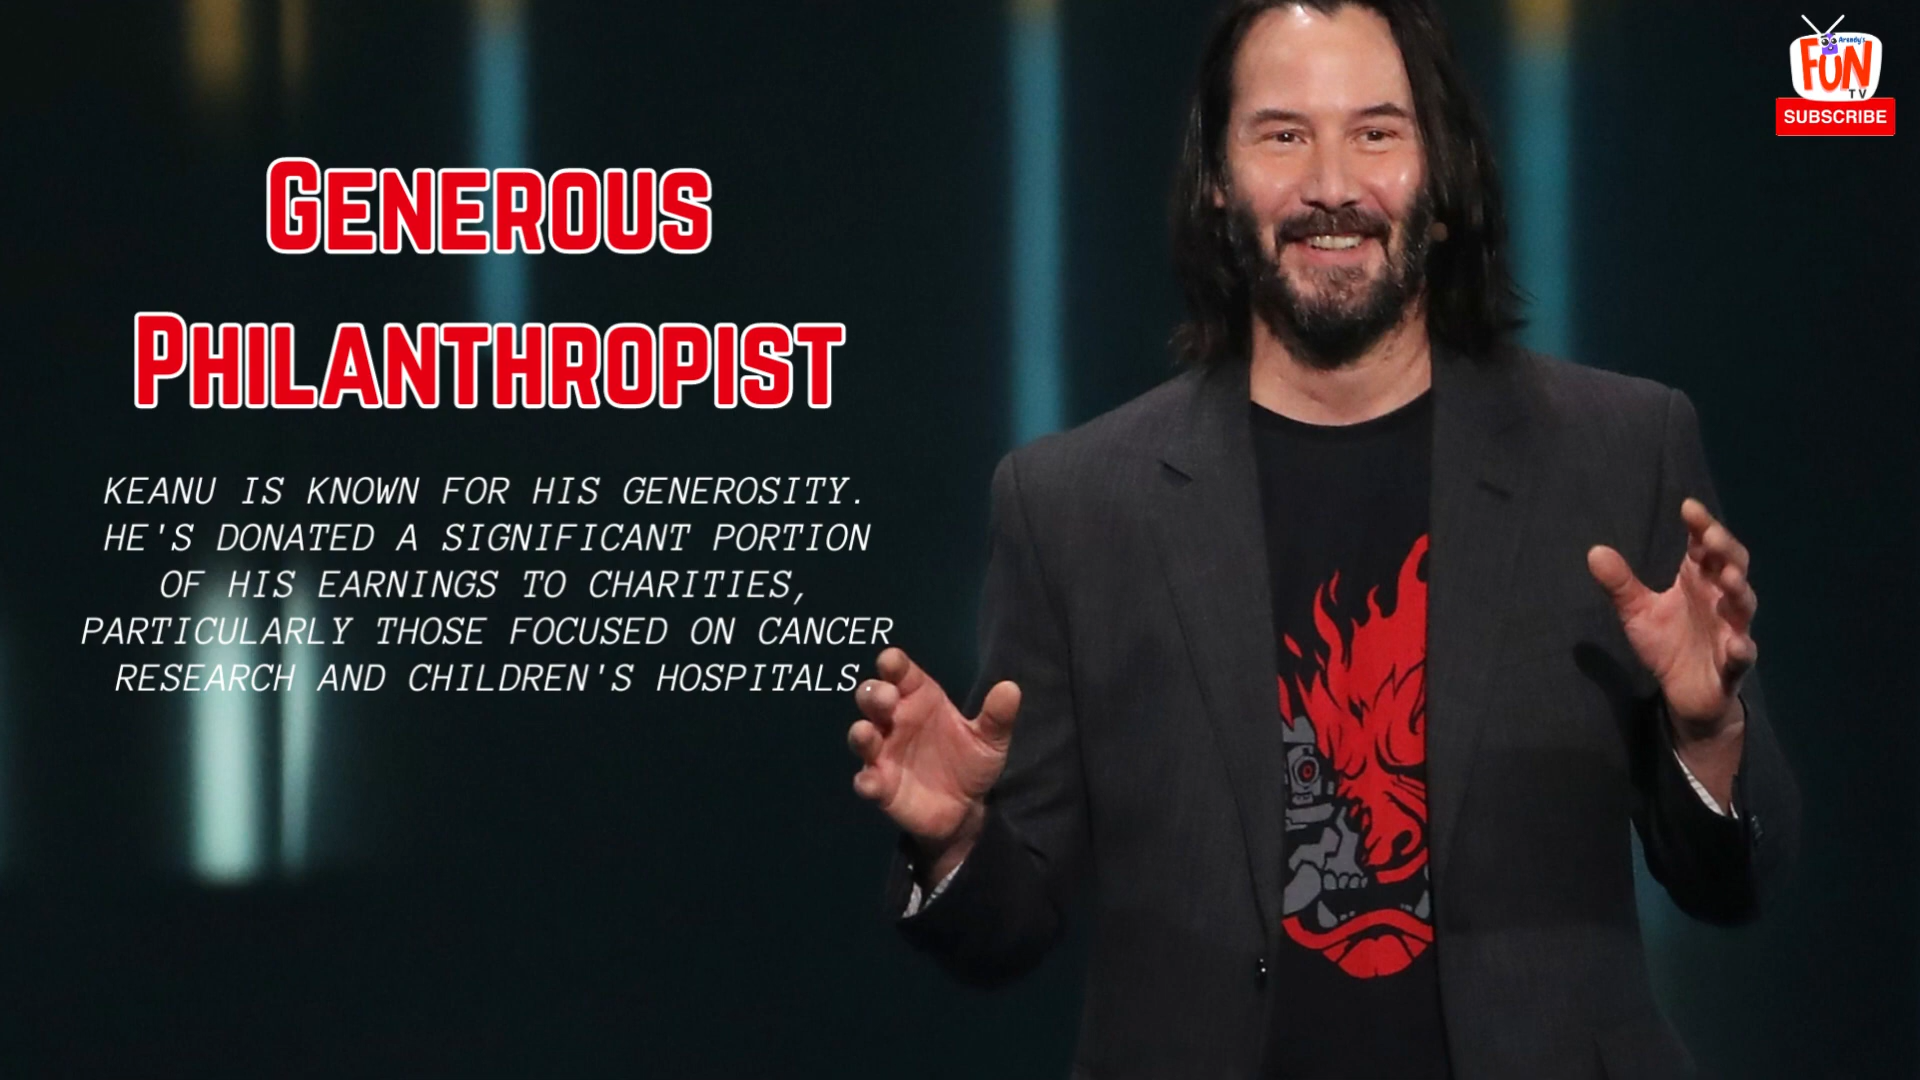 GENEROUS
PHILANTHROPIST
KEANU IS KNOWN FOR HIS GENEROSITY.
HE'S DONATED A SIGNIFICANT PORTION
OF HIS EARNINGS TO CHARITIES,
PARTICULARLY THOSE FOCUSED ON CANCER
RESEARCH AND CHILDREN'S HOSPITALS.
Arandy's
FUN
TV
SUBSCRIBE